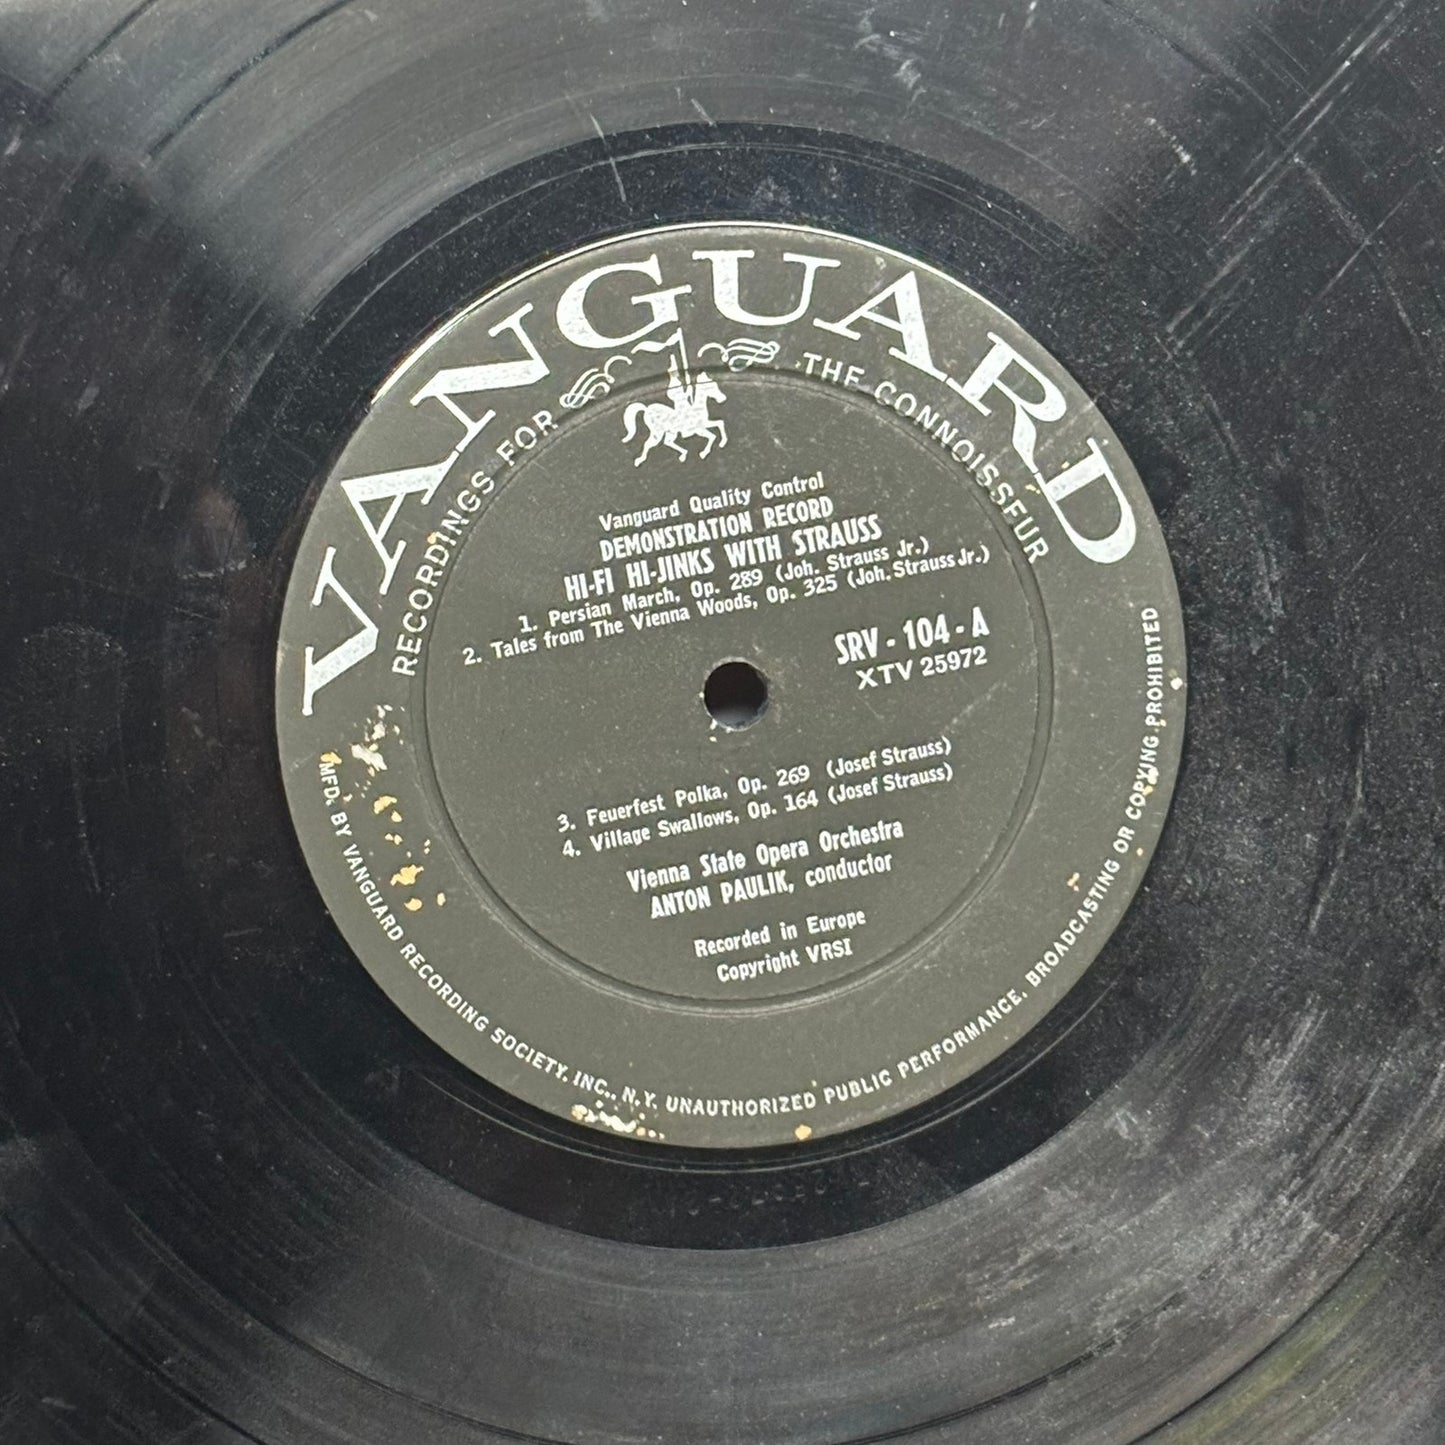 VANGUARD
RECORDINGS FOR THE CONNOISSEUR
Vanguard Quality Control
DEMONSTRATION RECORD
HI-FI HI-JINKS WITH STRAUSS
1. Persian March, Op. 289 (Joh. Strauss Jr.)
2. Tales from The Vienna Woods, Op. 325 (Joh. Strauss Jr.)
SRV - 104 - A
XTV 25972
3. Feuerfest Polka, Op. 269 (Josef Strauss)
4. Village Swallows, Op. 164 (Josef Strauss)
Vienna State Opera Orchestra
ANTON PAULIK, conductor
Recorded in Europe
Copyright VRSI
MFD. BY VANGUARD RECORDING SOCIETY, INC., N.Y. UNAUTHORIZED PUBLIC PERFORMANCE, BROADCASTING OR COPYING PROHIBITED